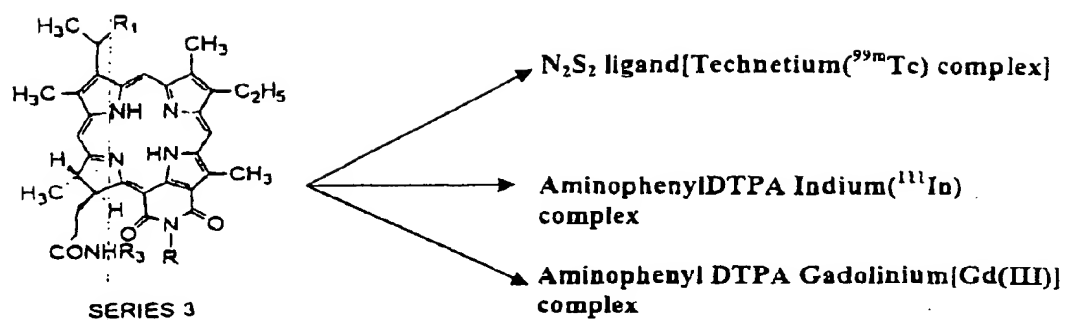 H₃C R₁
CH₃
H₃C
C₂H₅
NH N
H N HN
H₃C
CH₃
H
O N O
CONHR₃ R
SERIES 3
N₂S₂ ligand[Technetium(⁹⁹ᵐTc) complex]
AminophenylDTPA Indium(¹¹¹In)
complex
Aminophenyl DTPA Gadolinium[Gd(III)]
complex